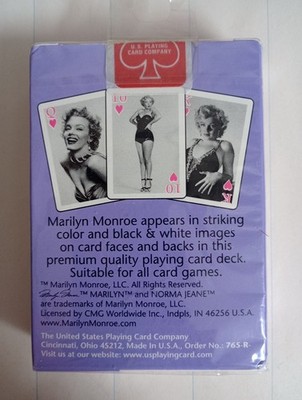 U.S. PLAYING
CARD COMPANY
Q
10
K
10
K
Marilyn Monroe appears in striking
color and black & white images
on card faces and backs in this
premium quality playing card deck.
Suitable for all card games.
™ Marilyn Monroe, LLC. All Rights Reserved.
™ MARILYN™ and NORMA JEANE™
are trademarks of Marilyn Monroe, LLC.
Licensed by CMG Worldwide Inc., Indpls, IN 46256 U.S.A.
www.MarilynMonroe.com
The United States Playing Card Company
Cincinnati, Ohio 45212, Made in U.S.A., Order No.: 765-R
Visit us at our website: www.usplayingcard.com